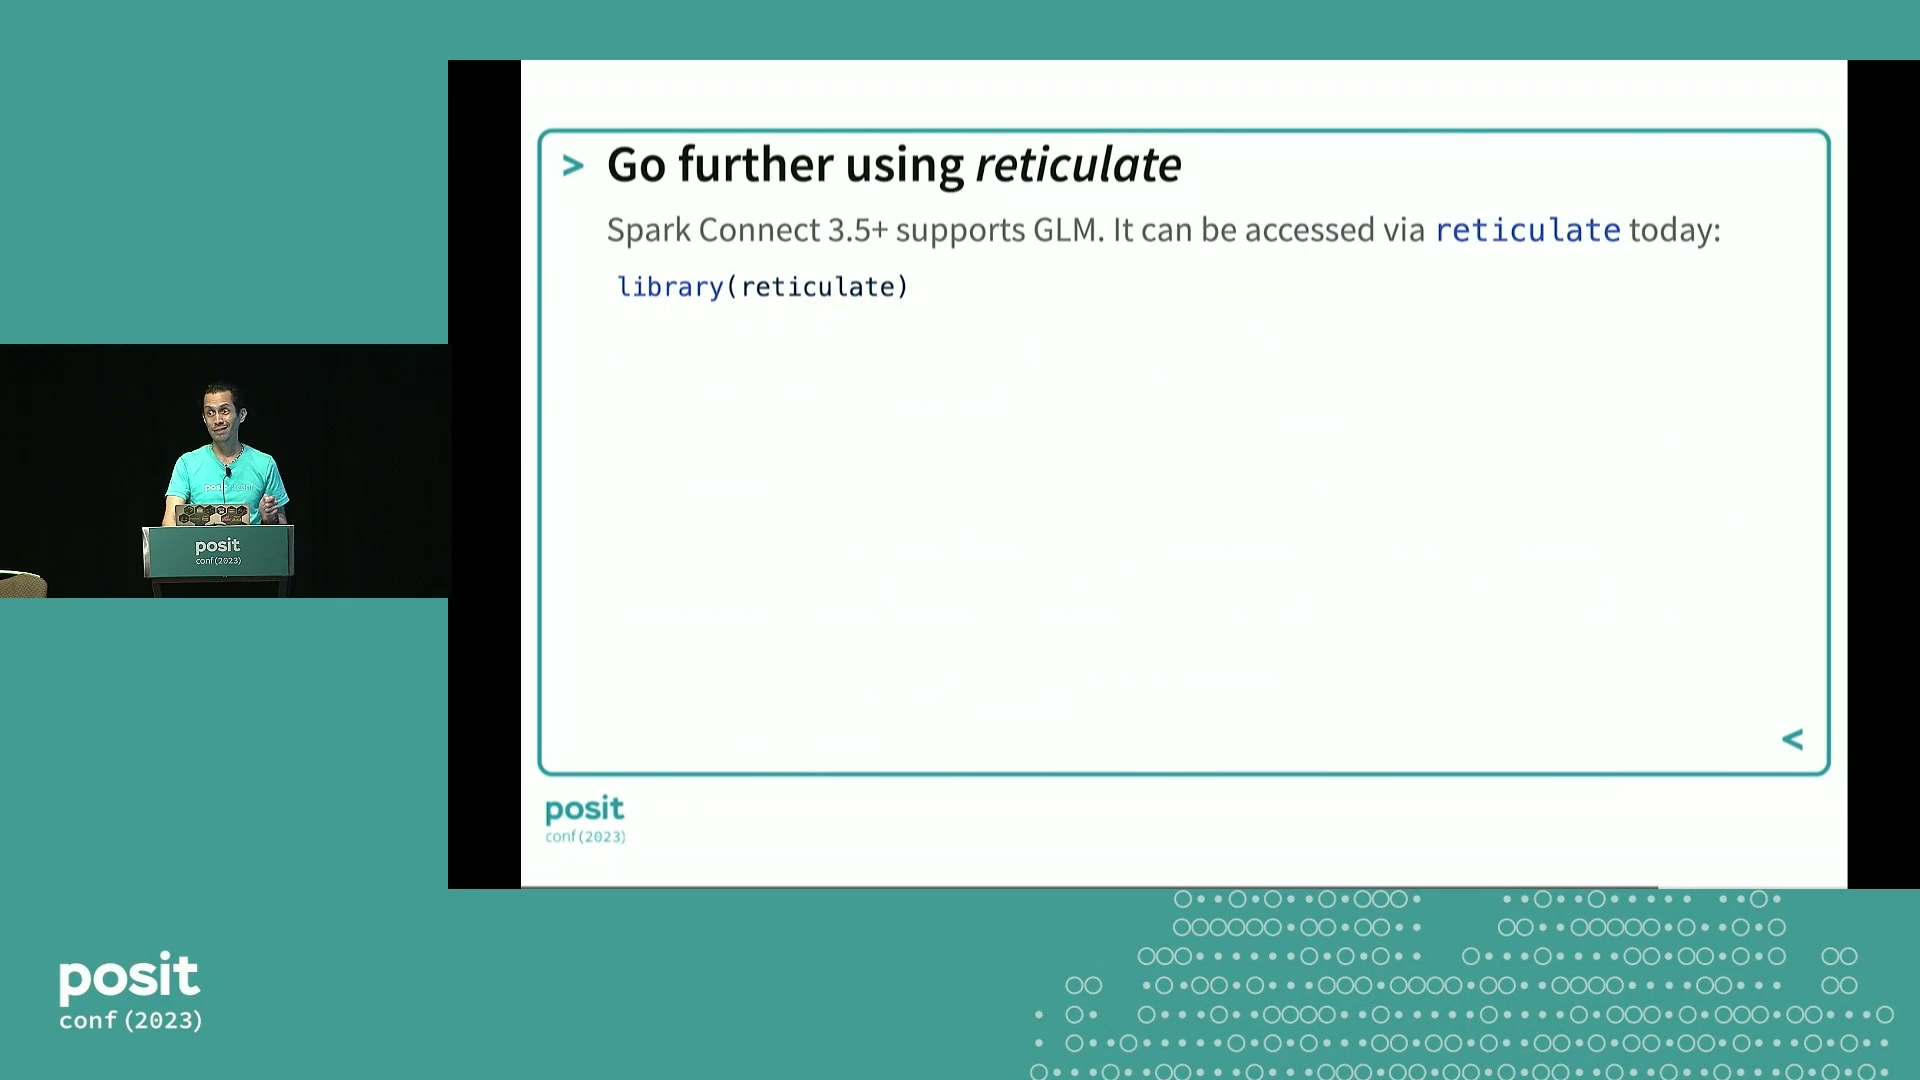 > Go further using reticulate
Spark Connect 3.5+ supports GLM. It can be accessed via reticulate today:
library(reticulate)
<
posit
conf(2023)
posit
conf(2023)
posit
conf(2023)